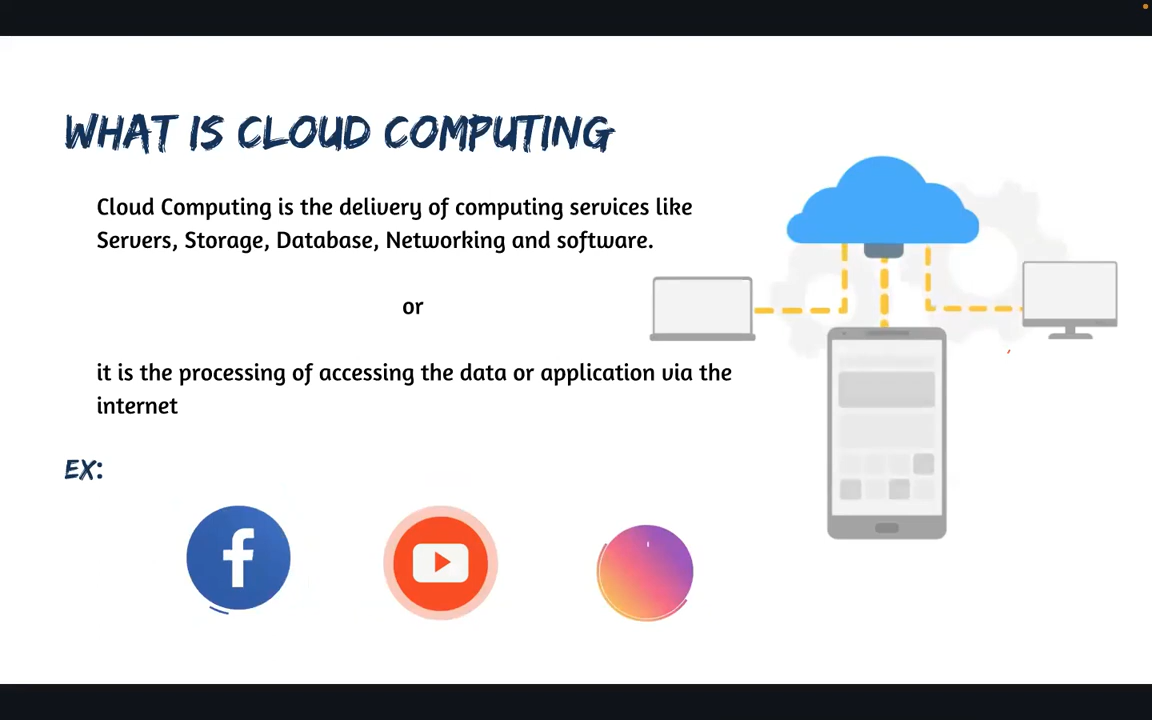 WHAT IS CLOUD COMPUTING
Cloud Computing is the delivery of computing services like
Servers, Storage, Database, Networking and software.
or
it is the processing of accessing the data or application via the
internet
EX:
f